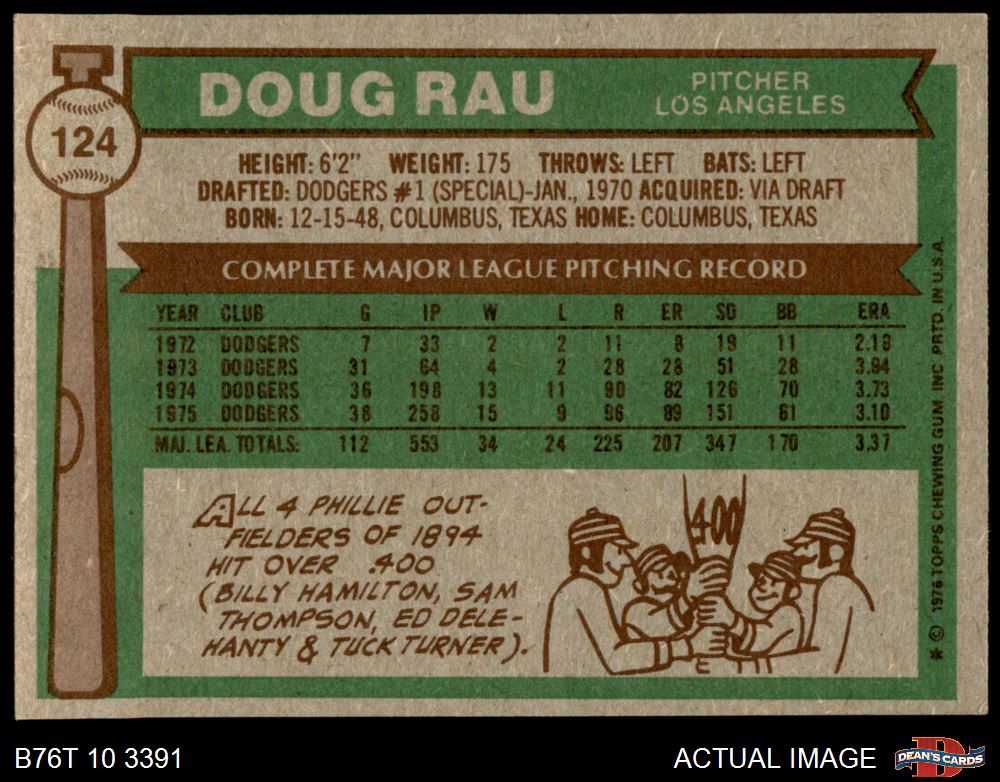 124
DOUG RAU
PITCHER
LOS ANGELES
HEIGHT: 6'2" WEIGHT: 175 THROWS: LEFT BATS: LEFT
DRAFTED: DODGERS #1 (SPECIAL)-JAN., 1970 ACQUIRED: VIA DRAFT
BORN: 12-15-48, COLUMBUS, TEXAS HOME: COLUMBUS, TEXAS
COMPLETE MAJOR LEAGUE PITCHING RECORD
YEAR CLUB G IP W L R ER SO BB ERA
1972 DODGERS 7 33 2 2 11 8 19 11 2.18
1973 DODGERS 31 64 4 2 28 28 51 28 3.94
1974 DODGERS 36 198 13 11 90 82 126 70 3.73
1975 DODGERS 38 258 15 9 96 89 151 61 3.10
MAJ. LEA. TOTALS: 112 553 34 24 225 207 347 170 3.37
ALL 4 PHILLIE OUT-
FIELDERS OF 1894
HIT OVER .400
(BILLY HAMILTON, SAM
THOMPSON, ED DELE-
HANTY & TUCK TURNER).
400
* © 1976 TOPPS CHEWING GUM. INC PRTD. IN U.S.A.
B76T 10 3391
ACTUAL IMAGE
D
DEAN'S CARDS